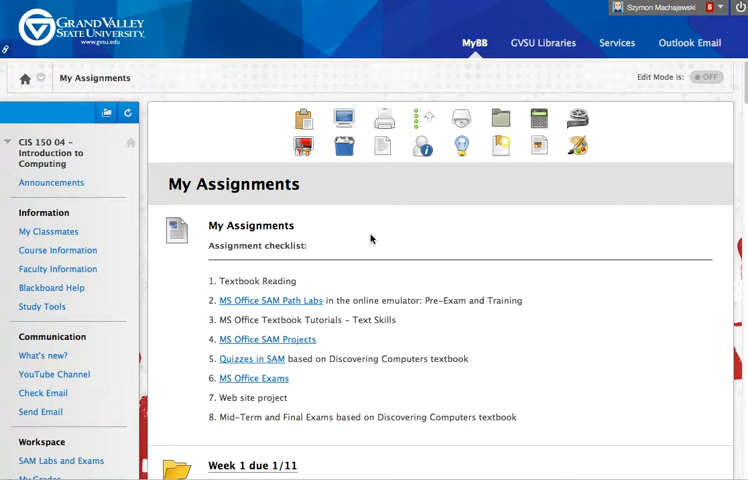 Szymon Machajewski 5
GRAND VALLEY
STATE UNIVERSITY
www.gvsu.edu
MyBB GVSU Libraries Services Outlook Email
My Assignments Edit Mode is: OFF
CIS 150 04 -
Introduction to
Computing
Announcements
Information
My Classmates
Course Information
Faculty Information
Blackboard Help
Study Tools
Communication
What's new?
YouTube Channel
Check Email
Send Email
Workspace
SAM Labs and Exams
My Grades
My Assignments
My Assignments
Assignment checklist:
1. Textbook Reading
2. MS Office SAM Path Labs in the online emulator: Pre-Exam and Training
3. MS Office Textbook Tutorials - Text Skills
4. MS Office SAM Projects
5. Quizzes in SAM based on Discovering Computers textbook
6. MS Office Exams
7. Web site project
8. Mid-Term and Final Exams based on Discovering Computers textbook
Week 1 due 1/11